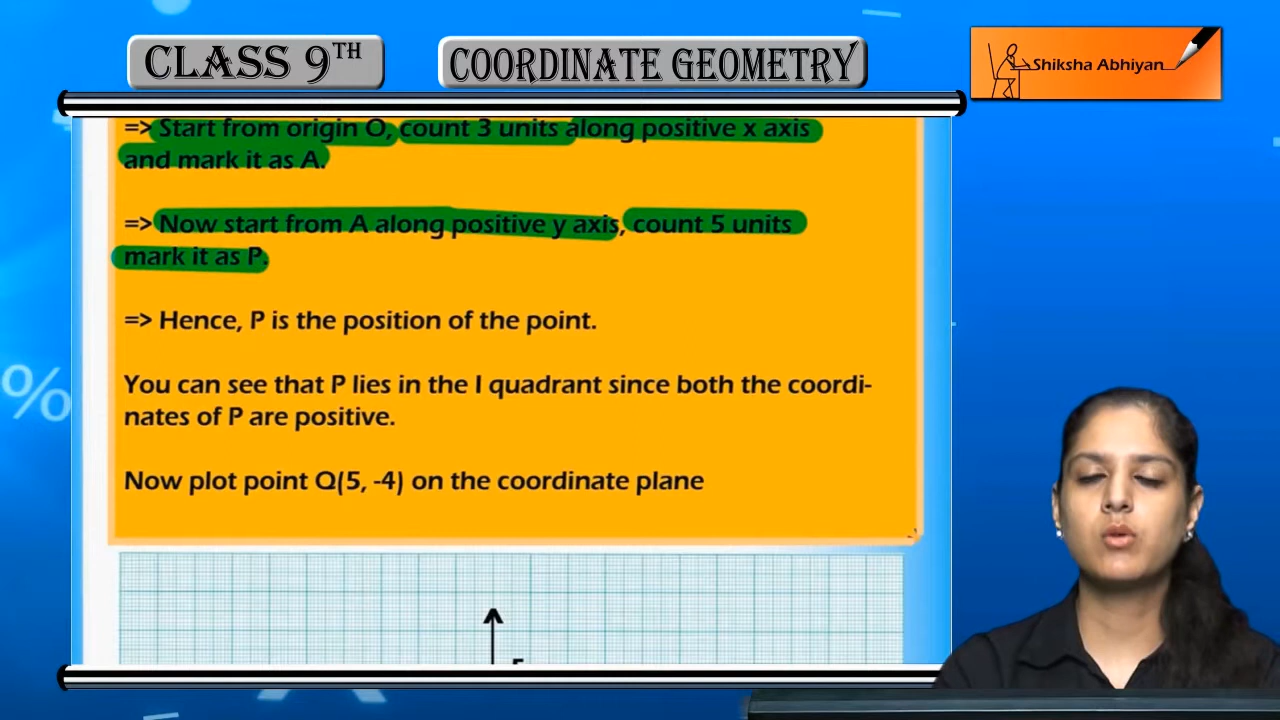 CLASS 9TH
COORDINATE GEOMETRY
Shiksha Abhiyan
=> Start from origin O, count 3 units along positive x axis
and mark it as A.
=> Now start from A along positive y axis, count 5 units
mark it as P.
=> Hence, P is the position of the point.
You can see that P lies in the I quadrant since both the coordi-
nates of P are positive.
Now plot point Q(5, -4) on the coordinate plane
%